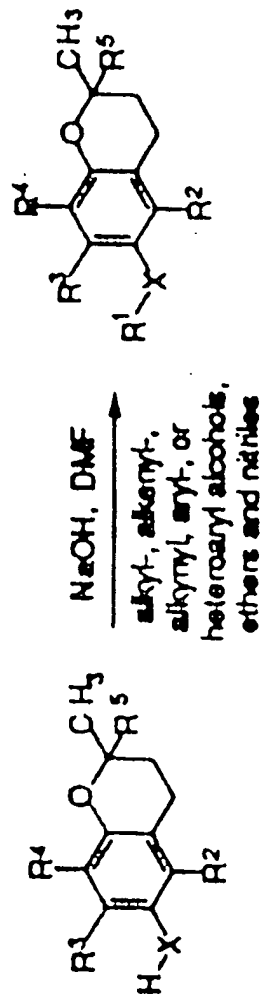 H-X
R³
R⁴
O
CH₃
R⁵
R²
NaOH, DMF
alkyl-, alkenyl-,
alkynyl, aryl-, or
heteroaryl alcohols,
ethers and nitriles
R¹-X
R³
R⁴
O
CH₃
R⁵
R²